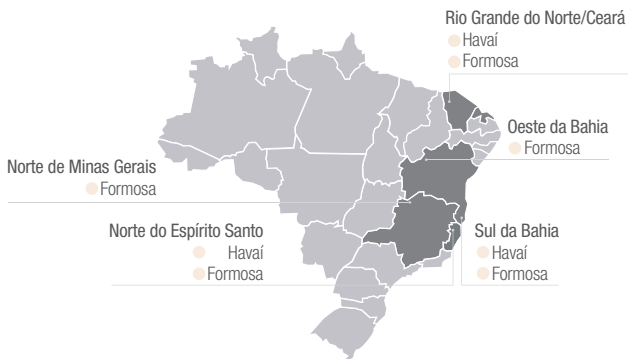 Rio Grande do Norte/Ceará
Havaí
Formosa
Oeste da Bahia
Formosa
Norte de Minas Gerais
Formosa
Norte do Espírito Santo
Havaí
Formosa
Sul da Bahia
Havaí
Formosa